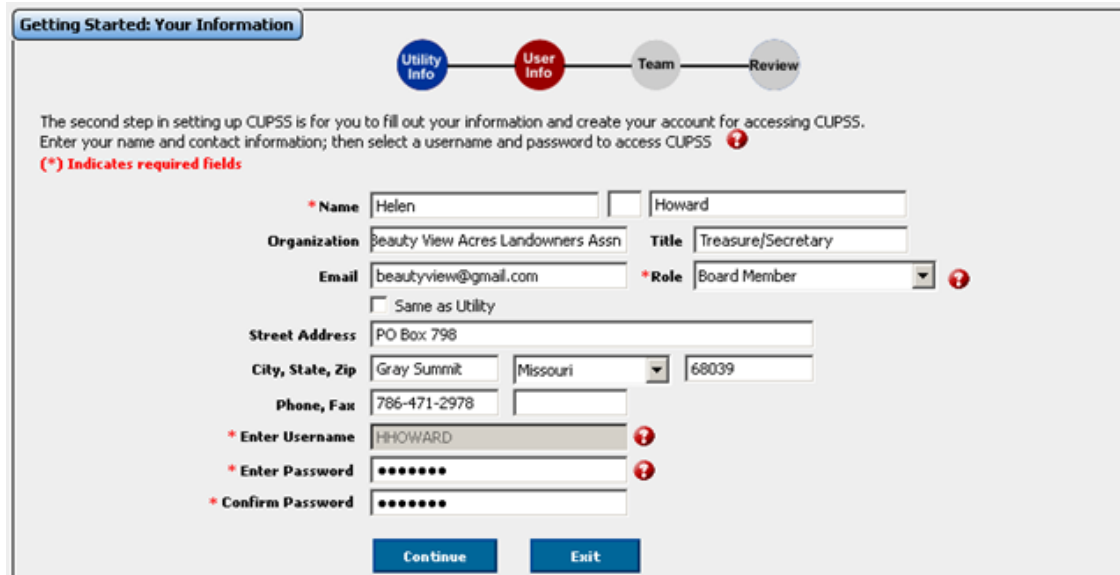 Getting Started: Your Information
Utility Info
User Info
Team
Review
The second step in setting up CUPSS is for you to fill out your information and create your account for accessing CUPSS.
Enter your name and contact information; then select a username and password to access CUPSS ?
(*) Indicates required fields
* Name Helen Howard
Organization Beauty View Acres Landowners Assn Title Treasure/Secretary
Email beautyview@gmail.com *Role Board Member ?
Same as Utility
Street Address PO Box 798
City, State, Zip Gray Summit Missouri 68039
Phone, Fax 786-471-2978
* Enter Username HHOWARD ?
* Enter Password ••••••• ?
* Confirm Password •••••••
Continue Exit